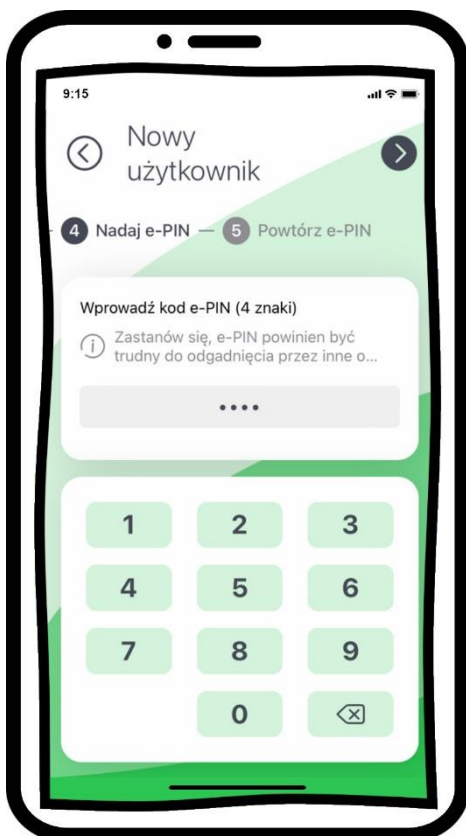 9:15
Nowy
użytkownik
4 Nadaj e-PIN — 5 Powtórz e-PIN
Wprowadź kod e-PIN (4 znaki)
Zastanów się, e-PIN powinien być
trudny do odgadnięcia przez inne o...
••••
1 2 3
4 5 6
7 8 9
0